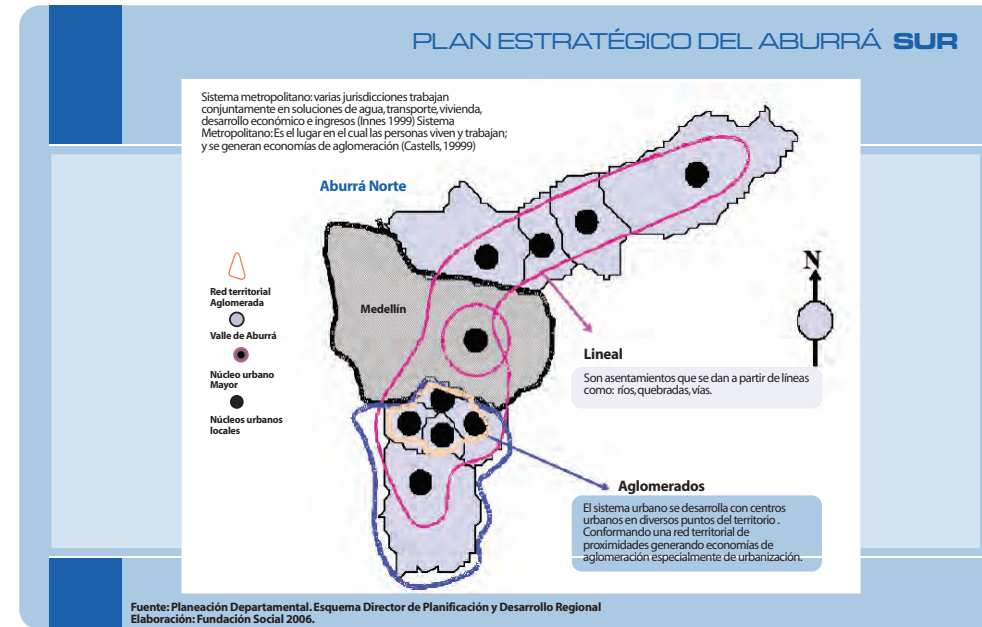 PLAN ESTRATÉGICO DEL ABURRÁ SUR
Sistema metropolitano: varias jurisdicciones trabajan
conjuntamente en soluciones de agua, transporte, vivienda,
desarrollo económico e ingresos (Innes 1999) Sistema
Metropolitano: Es el lugar en el cual las personas viven y trabajan;
y se generan economías de aglomeración (Castells, 19999)
Aburrá Norte
N
Red territorial
Aglomerada
Valle de Aburrá
Núcleo urbano
Mayor
Núcleos urbanos
locales
Medellín
Lineal
Son asentamientos que se dan a partir de líneas
como: ríos, quebradas, vías.
Aglomerados
El sistema urbano se desarrolla con centros
urbanos en diversos puntos del territorio .
Conformando una red territorial de
proximidades generando economías de
aglomeración especialmente de urbanización.
Fuente: Planeación Departamental. Esquema Director de Planificación y Desarrollo Regional
Elaboración: Fundación Social 2006.